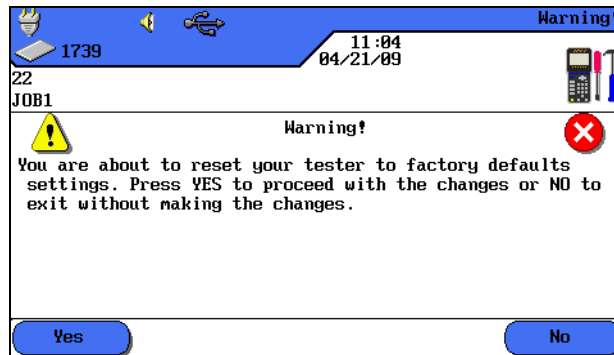 Warning!
1739
11:04
04/21/09
22
JOB1
Warning!
You are about to reset your tester to factory defaults
settings. Press YES to proceed with the changes or NO to
exit without making the changes.
Yes
No